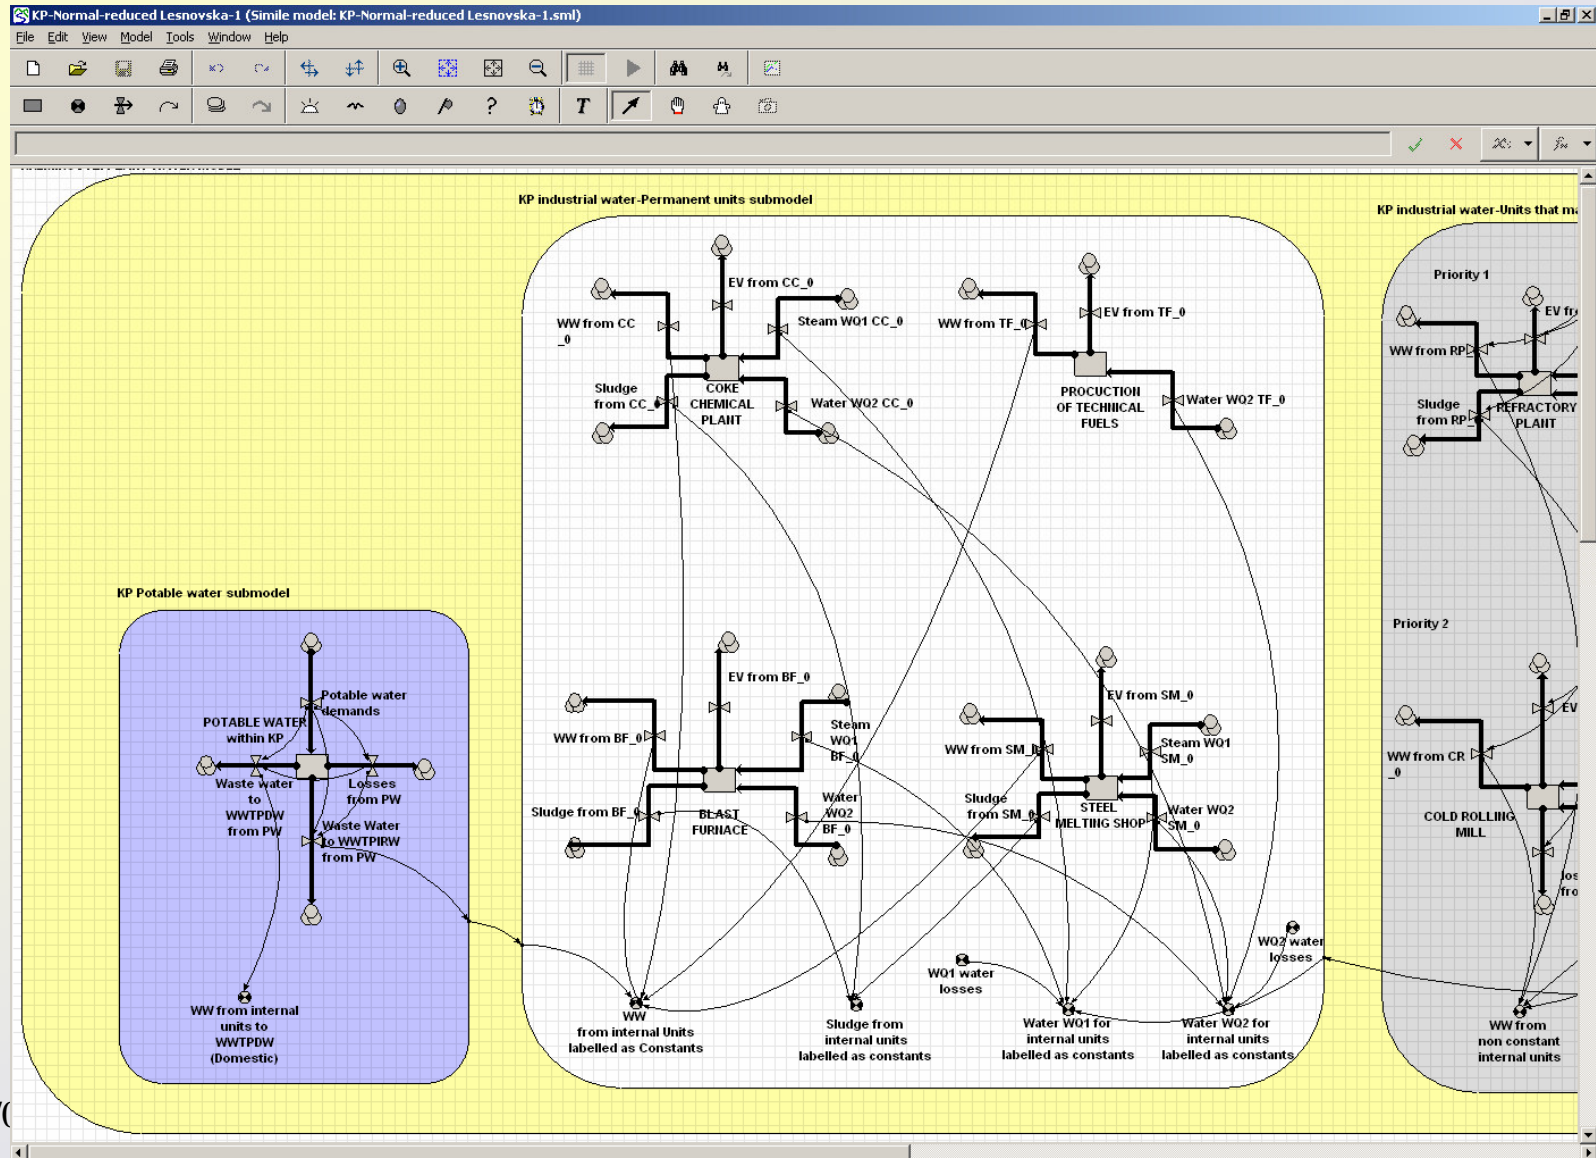 KP-Normal-reduced Lesnovska-1 (Simile model: KP-Normal-reduced Lesnovska-1.sml)
File Edit View Model Tools Window Help
T
KP industrial water-Permanent units submodel
KP industrial water-Units that ma
Priority 1
EV from CC_0
WW from CC
_0
Steam WQ1 CC_0
Sludge
from CC_0
COKE
CHEMICAL
PLANT
Water WQ2 CC_0
WW from TF_0
EV from TF_0
PROCUCTION
OF TECHNICAL
FUELS
Water WQ2 TF_0
EV fr
WW from RP_
Sludge
from RP_
REFRACTORY
PLANT
KP Potable water submodel
Potable water
demands
POTABLE WATER
within KP
Waste water
to
WWTPDW
from PW
Losses
from PW
Waste Water
to WWTPIRW
from PW
WW from internal
units to
WWTPDW
(Domestic)
EV from BF_0
WW from BF_0
Steam
WQ1
BF_0
Sludge from BF_0
BLAST
FURNACE
Water
WQ2
BF_0
EV from SM_0
WW from SM_0
Steam WQ1
SM_0
Sludge
from SM_0
STEEL
MELTING SHOP
Water WQ2
SM_0
Priority 2
EV
WW from CR
_0
COLD ROLLING
MILL
los
fro
WQ1 water
losses
WQ2 water
losses
WW
from internal Units
labelled as Constants
Sludge from
internal units
labelled as constants
Water WQ1 for
internal units
labelled as constants
Water WQ2 for
internal units
labelled as constants
WW from
non constant
internal units